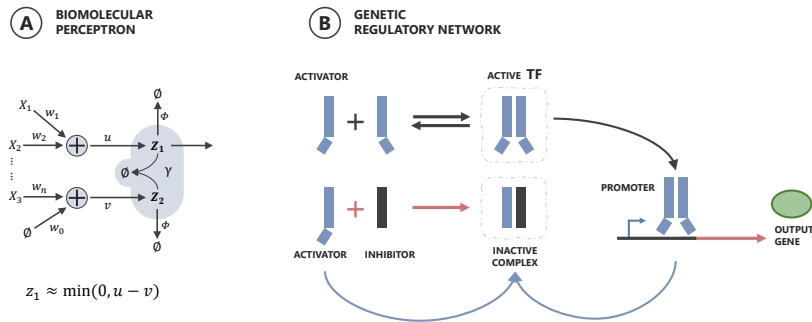 A BIOMOLECULAR
PERCEPTRON
∅
ϕ
X₁ w₁
X₂ w₂ + u Z₁
⋮ ∅ γ
⋮
X₃ wₙ + v Z₂
∅ w₀
ϕ
∅
z₁ ≈ min(0, u − v)
B GENETIC
REGULATORY NETWORK
ACTIVATOR
ACTIVE TF
+
PROMOTER
+
OUTPUT
GENE
ACTIVATOR INHIBITOR
INACTIVE
COMPLEX